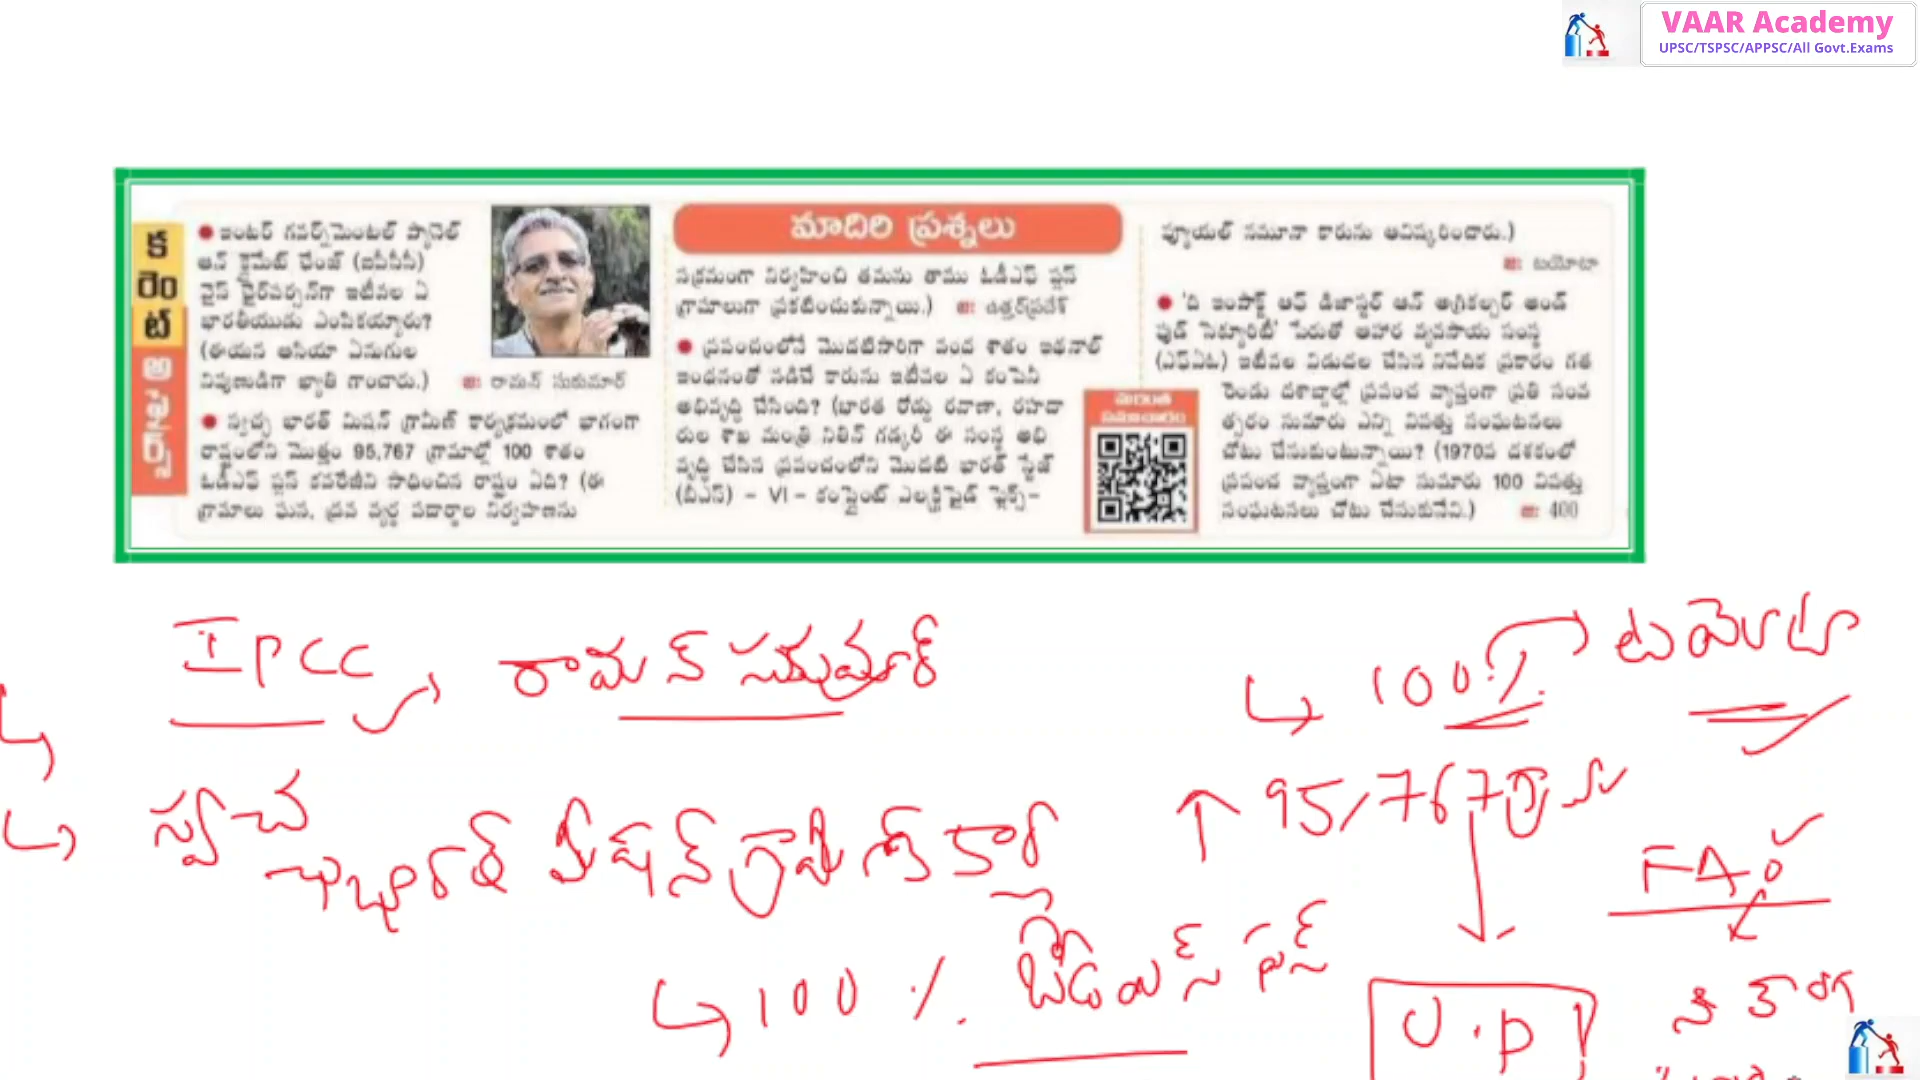 VAAR Academy
UPSC/TSPSC/APPSC/All Govt.Exams
కరెంట్ అఫైర్స్
● ఇంటర్ గవర్న్‌మెంటల్ ప్యానెల్
ఆన్ క్లైమేట్ ఛేంజ్ (ఐపీసీసీ)
వైస్ ఛైర్‌పర్సన్‌గా ఇటీవల ఏ
భారతీయుడు ఎంపికయ్యారు?
(ఈయన ఆసియా ఏనుగుల
నిపుణుడిగా ఖ్యాతి గాంచారు.) జ: రామన్ సుకుమార్
● స్వచ్ఛ భారత్ మిషన్ గ్రామీణ్ కార్యక్రమంలో భాగంగా
రాష్ట్రంలోని మొత్తం 95,767 గ్రామాల్లో 100 శాతం
ఓడీఎఫ్ ప్లస్ కవరేజీని సాధించిన రాష్ట్రం ఏది? (ఈ
గ్రామాలు ఘన, ద్రవ వ్యర్థ పదార్థాల నిర్వహణను
మాదిరి ప్రశ్నలు
సక్రమంగా నిర్వహించి తమను తాము ఓడీఎఫ్ ప్లస్
గ్రామాలుగా ప్రకటించుకున్నాయి.) జ: ఉత్తర్‌ప్రదేశ్
● ప్రపంచంలోనే మొదటిసారిగా వంద శాతం ఇథనాల్
ఇంధనంతో నడిచే కారును ఇటీవల ఏ కంపెనీ
అభివృద్ధి చేసింది? (భారత రోడ్డు రవాణా, రహదా
రుల శాఖ మంత్రి నితిన్ గడ్కరీ ఈ సంస్థ అభి
వృద్ధి చేసిన ప్రపంచంలోని మొదటి భారత్ స్టేజ్
(బీఎస్) - VI - కంప్లైంట్ ఎలక్ట్రిఫైడ్ ఫ్లెక్స్-
మరింత
సమాచారం
ఫ్యూయల్ నమూనా కారును ఆవిష్కరించారు.)
జ: టయోటా
● 'ది ఇంపాక్ట్ ఆఫ్ డిజాస్టర్ ఆన్ అగ్రికల్చర్ అండ్
ఫుడ్ సెక్యూరిటీ' పేరుతో ఆహార వ్యవసాయ సంస్థ
(ఎఫ్ఏఓ) ఇటీవల విడుదల చేసిన నివేదిక ప్రకారం గత
రెండు దశాబ్దాల్లో ప్రపంచ వ్యాప్తంగా ప్రతి సంవ
త్సరం సుమారు ఎన్ని విపత్తు సంఘటనలు
చోటు చేసుకుంటున్నాయి? (1970వ దశకంలో
ప్రపంచ వ్యాప్తంగా ఏటా సుమారు 100 విపత్తు
సంఘటనలు చోటు చేసుకునేవి.) జ: 400
IPCC, రామన్ సుకుమార్
100%
95,767
స్వచ
మిషన్
FAO
100 %
U.P